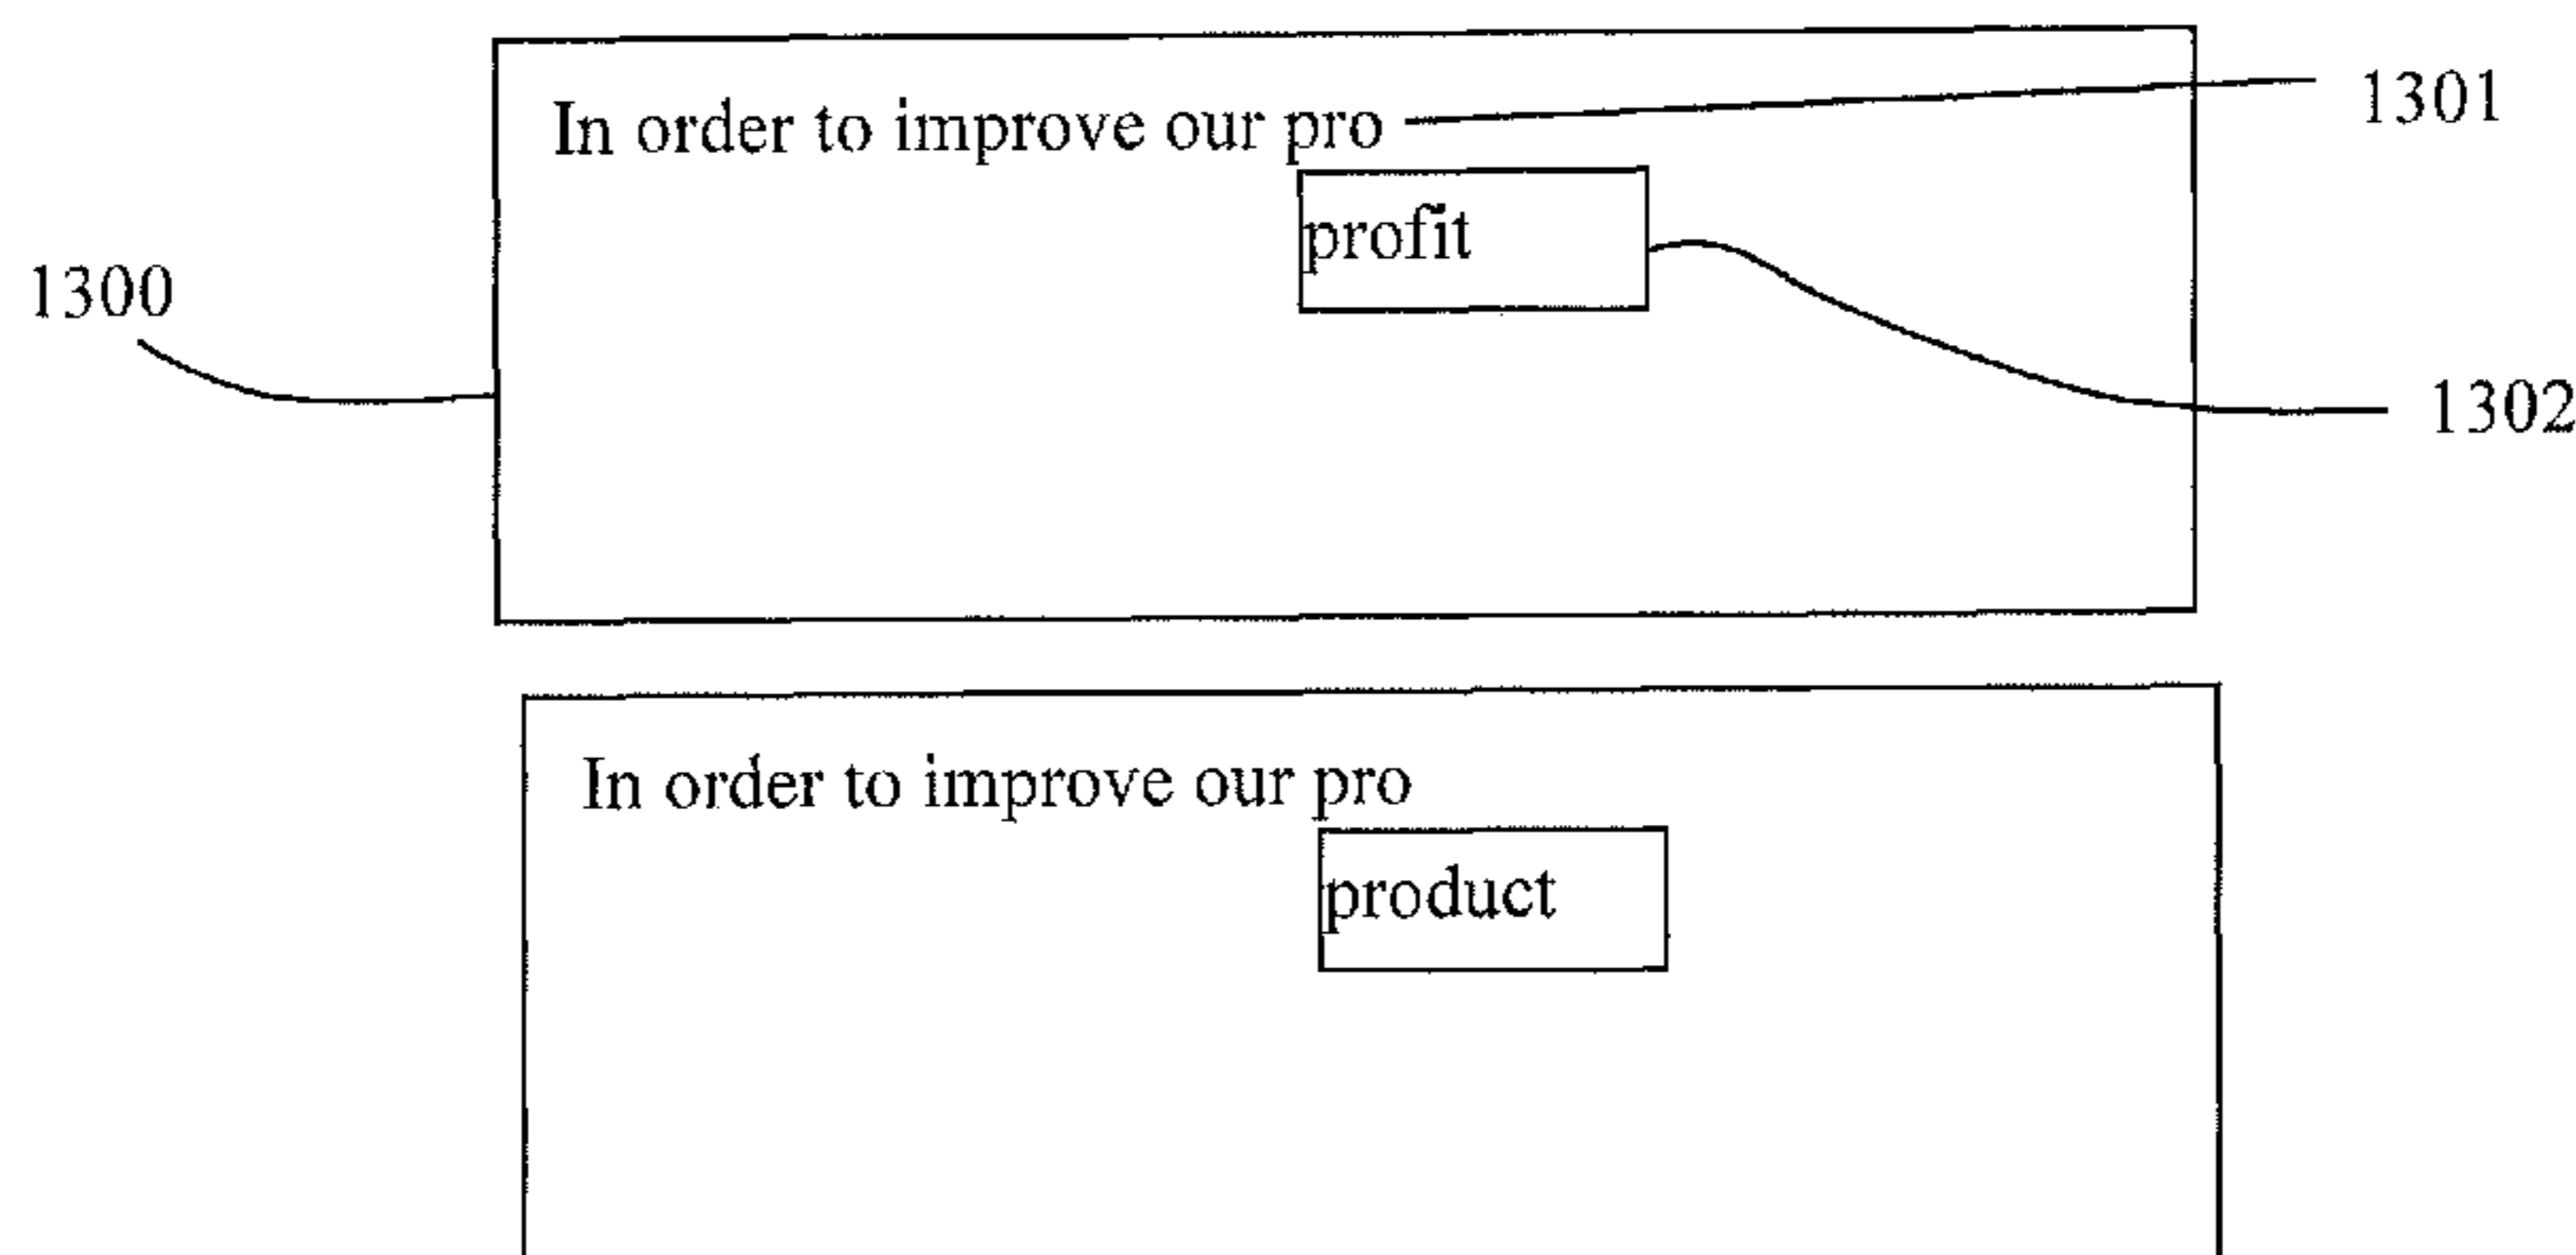 In order to improve our pro
1301
profit
1300
1302
In order to improve our pro
product